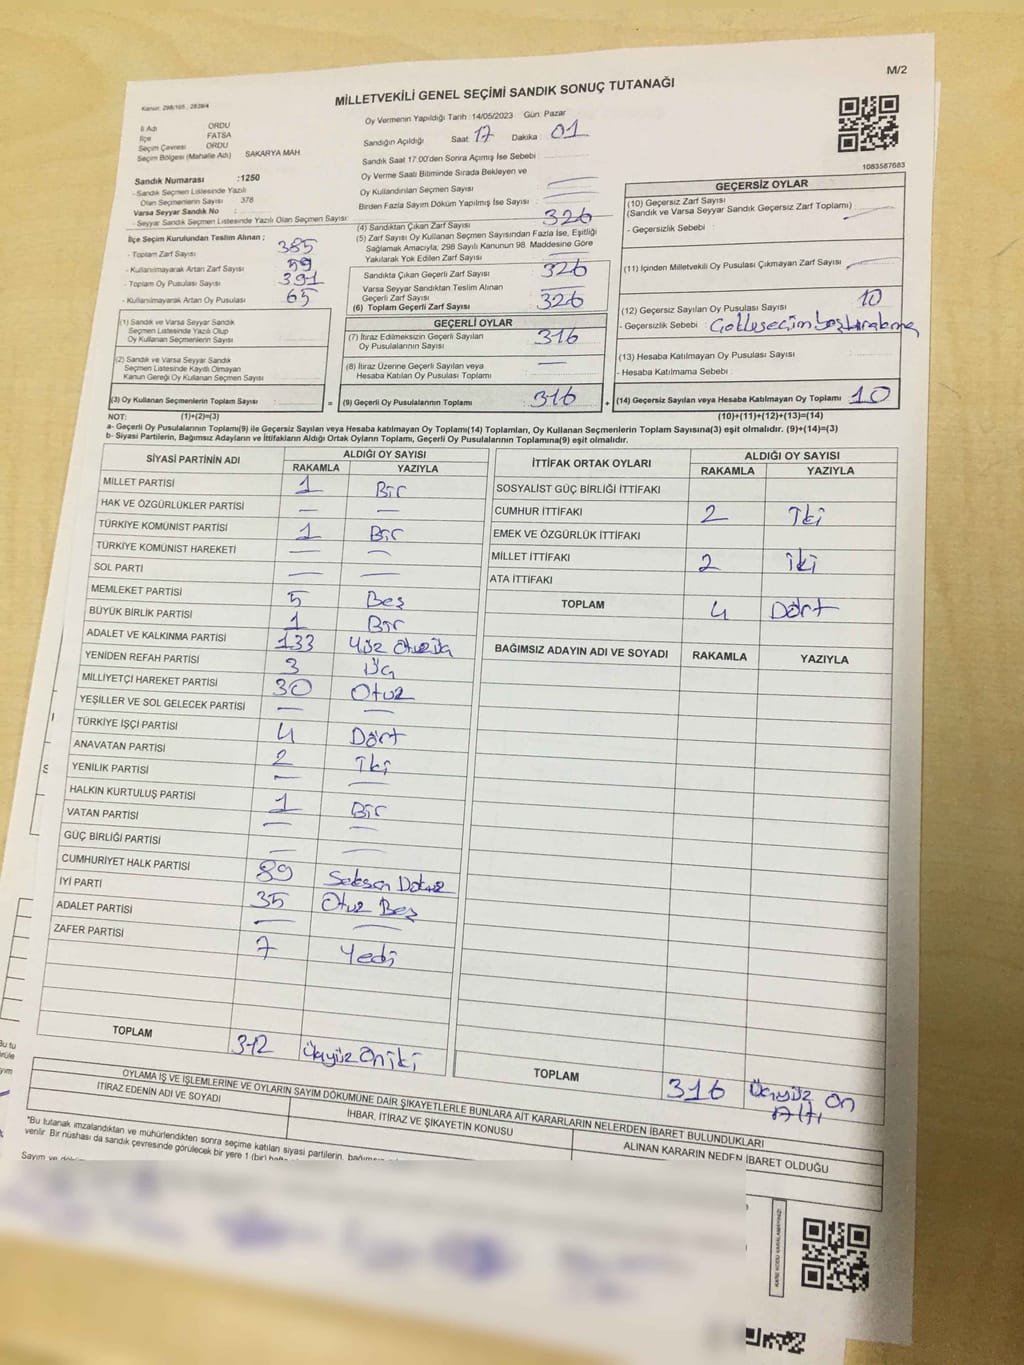 M/2
Kanun: 298/105 , 2839/4
MİLLETVEKİLİ GENEL SEÇİMİ SANDIK SONUÇ TUTANAĞI
İl Adı ORDU
İlçe FATSA
Seçim Çevresi ORDU
Seçim Bölgesi (Mahalle Adı) SAKARYA MAH
Sandık Numarası :1250
- Sandık Seçmen Listesinde Yazılı
Olan Seçmenlerin Sayısı 378
Varsa Seyyar Sandık No :
- Seyyar Sandık Seçmen Listesinde Yazılı Olan Seçmen Sayısı:
Oy Vermenin Yapıldığı Tarih :14/05/2023 Gün: Pazar
Sandığın Açıldığı Saat: 17 Dakika : 01
Sandık Saat 17:00'den Sonra Açılmış İse Sebebi
Oy Verme Saati Bitiminde Sırada Bekleyen ve
Oy Kullandırılan Seçmen Sayısı —
Birden Fazla Sayım Döküm Yapılmış İse Sayısı : —
1083587683
İlçe Seçim Kurulundan Teslim Alınan ;
- Toplam Zarf Sayısı 385
- Kullanılmayarak Artan Zarf Sayısı 59
- Toplam Oy Pusulası Sayısı 391
- Kullanılmayarak Artan Oy Pusulası 65
(1) Sandık ve Varsa Seyyar Sandık
Seçmen Listesinde Yazılı Olup
Oy Kullanan Seçmenlerin Sayısı :
(2) Sandık ve Varsa Seyyar Sandık
Seçmen Listesinde Kayıtlı Olmayan
Kanun Gereği Oy Kullanan Seçmen Sayısı
(3) Oy Kullanan Seçmenlerin Toplam Sayısı :
(4) Sandıktan Çıkan Zarf Sayısı 326
(5) Zarf Sayısı Oy Kullanan Seçmen Sayısından Fazla İse, Eşitliği
Sağlamak Amacıyla, 298 Sayılı Kanunun 98. Maddesine Göre
Yakılarak Yok Edilen Zarf Sayısı —
Sandıkta Çıkan Geçerli Zarf Sayısı 326
Varsa Seyyar Sandıktan Teslim Alınan
Geçerli Zarf Sayısı —
(6) Toplam Geçerli Zarf Sayısı 326
GEÇERLİ OYLAR
(7) İtiraz Edilmeksizin Geçerli Sayılan
Oy Pusulalarının Sayısı 316
(8) İtiraz Üzerine Geçerli Sayılan veya
Hesaba Katılan Oy Pusulası Toplamı —
= (9) Geçerli Oy Pusulalarının Toplamı 316 +
GEÇERSİZ OYLAR
(10) Geçersiz Zarf Sayısı
(Sandık ve Varsa Seyyar Sandık Geçersiz Zarf Toplamı) : —
- Geçersizlik Sebebi :
(11) İçinden Milletvekili Oy Pusulası Çıkmayan Zarf Sayısı —
(12) Geçersiz Sayılan Oy Pusulası Sayısı 10
- Geçersizlik Sebebi :
(13) Hesaba Katılmayan Oy Pusulası Sayısı
- Hesaba Katılmama Sebebi :
(14) Geçersiz Sayılan veya Hesaba Katılmayan Oy Toplamı 10
NOT: (1)+(2)=(3) (10)+(11)+(12)+(13)=(14)
a- Geçerli Oy Pusulalarının Toplamı(9) ile Geçersiz Sayılan veya Hesaba katılmayan Oy Toplamı(14) Toplamları, Oy Kullanan Seçmenlerin Toplam Sayısına(3) eşit olmalıdır. (9)+(14)=(3)
b- Siyasi Partilerin, Bağımsız Adayların ve İttifakların Aldığı Ortak Oyların Toplamı, Geçerli Oy Pusulalarının Toplamına(9) eşit olmalıdır.
SİYASİ PARTİNİN ADI ALDIĞI OY SAYISI
RAKAMLA YAZIYLA
MİLLET PARTİSİ 1 Bir
HAK VE ÖZGÜRLÜKLER PARTİSİ — —
TÜRKİYE KOMÜNİST PARTİSİ 1 Bir
TÜRKİYE KOMÜNİST HAREKETİ — —
SOL PARTİ — —
MEMLEKET PARTİSİ 5 Beş
BÜYÜK BİRLİK PARTİSİ 1 Bir
ADALET VE KALKINMA PARTİSİ 133 Yüz Otuz Üç
YENİDEN REFAH PARTİSİ 3 Üç
MİLLİYETÇİ HAREKET PARTİSİ 30 Otuz
YEŞİLLER VE SOL GELECEK PARTİSİ — —
TÜRKİYE İŞÇİ PARTİSİ 4 Dört
ANAVATAN PARTİSİ 2 İki
YENİLİK PARTİSİ — —
HALKIN KURTULUŞ PARTİSİ 1 Bir
VATAN PARTİSİ — —
GÜÇ BİRLİĞİ PARTİSİ — —
CUMHURİYET HALK PARTİSİ 89 Seksen Dokuz
İYİ PARTİ 35 Otuz Beş
ADALET PARTİSİ — —
ZAFER PARTİSİ 7 Yedi
TOPLAM 312 Üçyüz Oniki
İTTİFAK ORTAK OYLARI ALDIĞI OY SAYISI
RAKAMLA YAZIYLA
SOSYALİST GÜÇ BİRLİĞİ İTTİFAKI
CUMHUR İTTİFAKI 2 İki
EMEK VE ÖZGÜRLÜK İTTİFAKI
MİLLET İTTİFAKI 2 iki
ATA İTTİFAKI
TOPLAM 4 Dört
BAĞIMSIZ ADAYIN ADI VE SOYADI RAKAMLA YAZIYLA
TOPLAM 316 Üçyüz On
Altı
OYLAMA İŞ VE İŞLEMLERİNE VE OYLARIN SAYIM DÖKÜMÜNE DAİR ŞİKAYETLERLE BUNLARA AİT KARARLARIN NELERDEN İBARET BULUNDUKLARI
İTİRAZ EDENİN ADI VE SOYADI İHBAR, İTİRAZ VE ŞİKAYETİN KONUSU ALINAN KARARIN NEDEN İBARET OLDUĞU
"Bu tutanak imzalandıktan ve mühürlendikten sonra seçime katılan siyasi partilerin,
verilir. Bir nüshası da sandık çevresinde görülecek bir yere 1 (bir)
Sayım ve